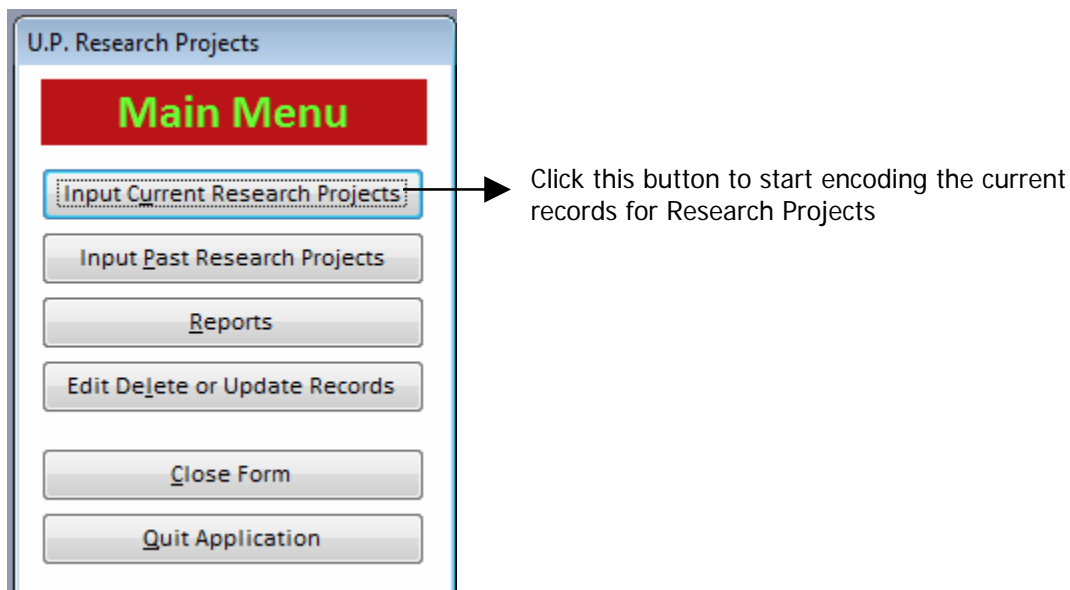 U.P. Research Projects
Main Menu
Input Current Research Projects
Click this button to start encoding the current
records for Research Projects
Input Past Research Projects
Reports
Edit Delete or Update Records
Close Form
Quit Application